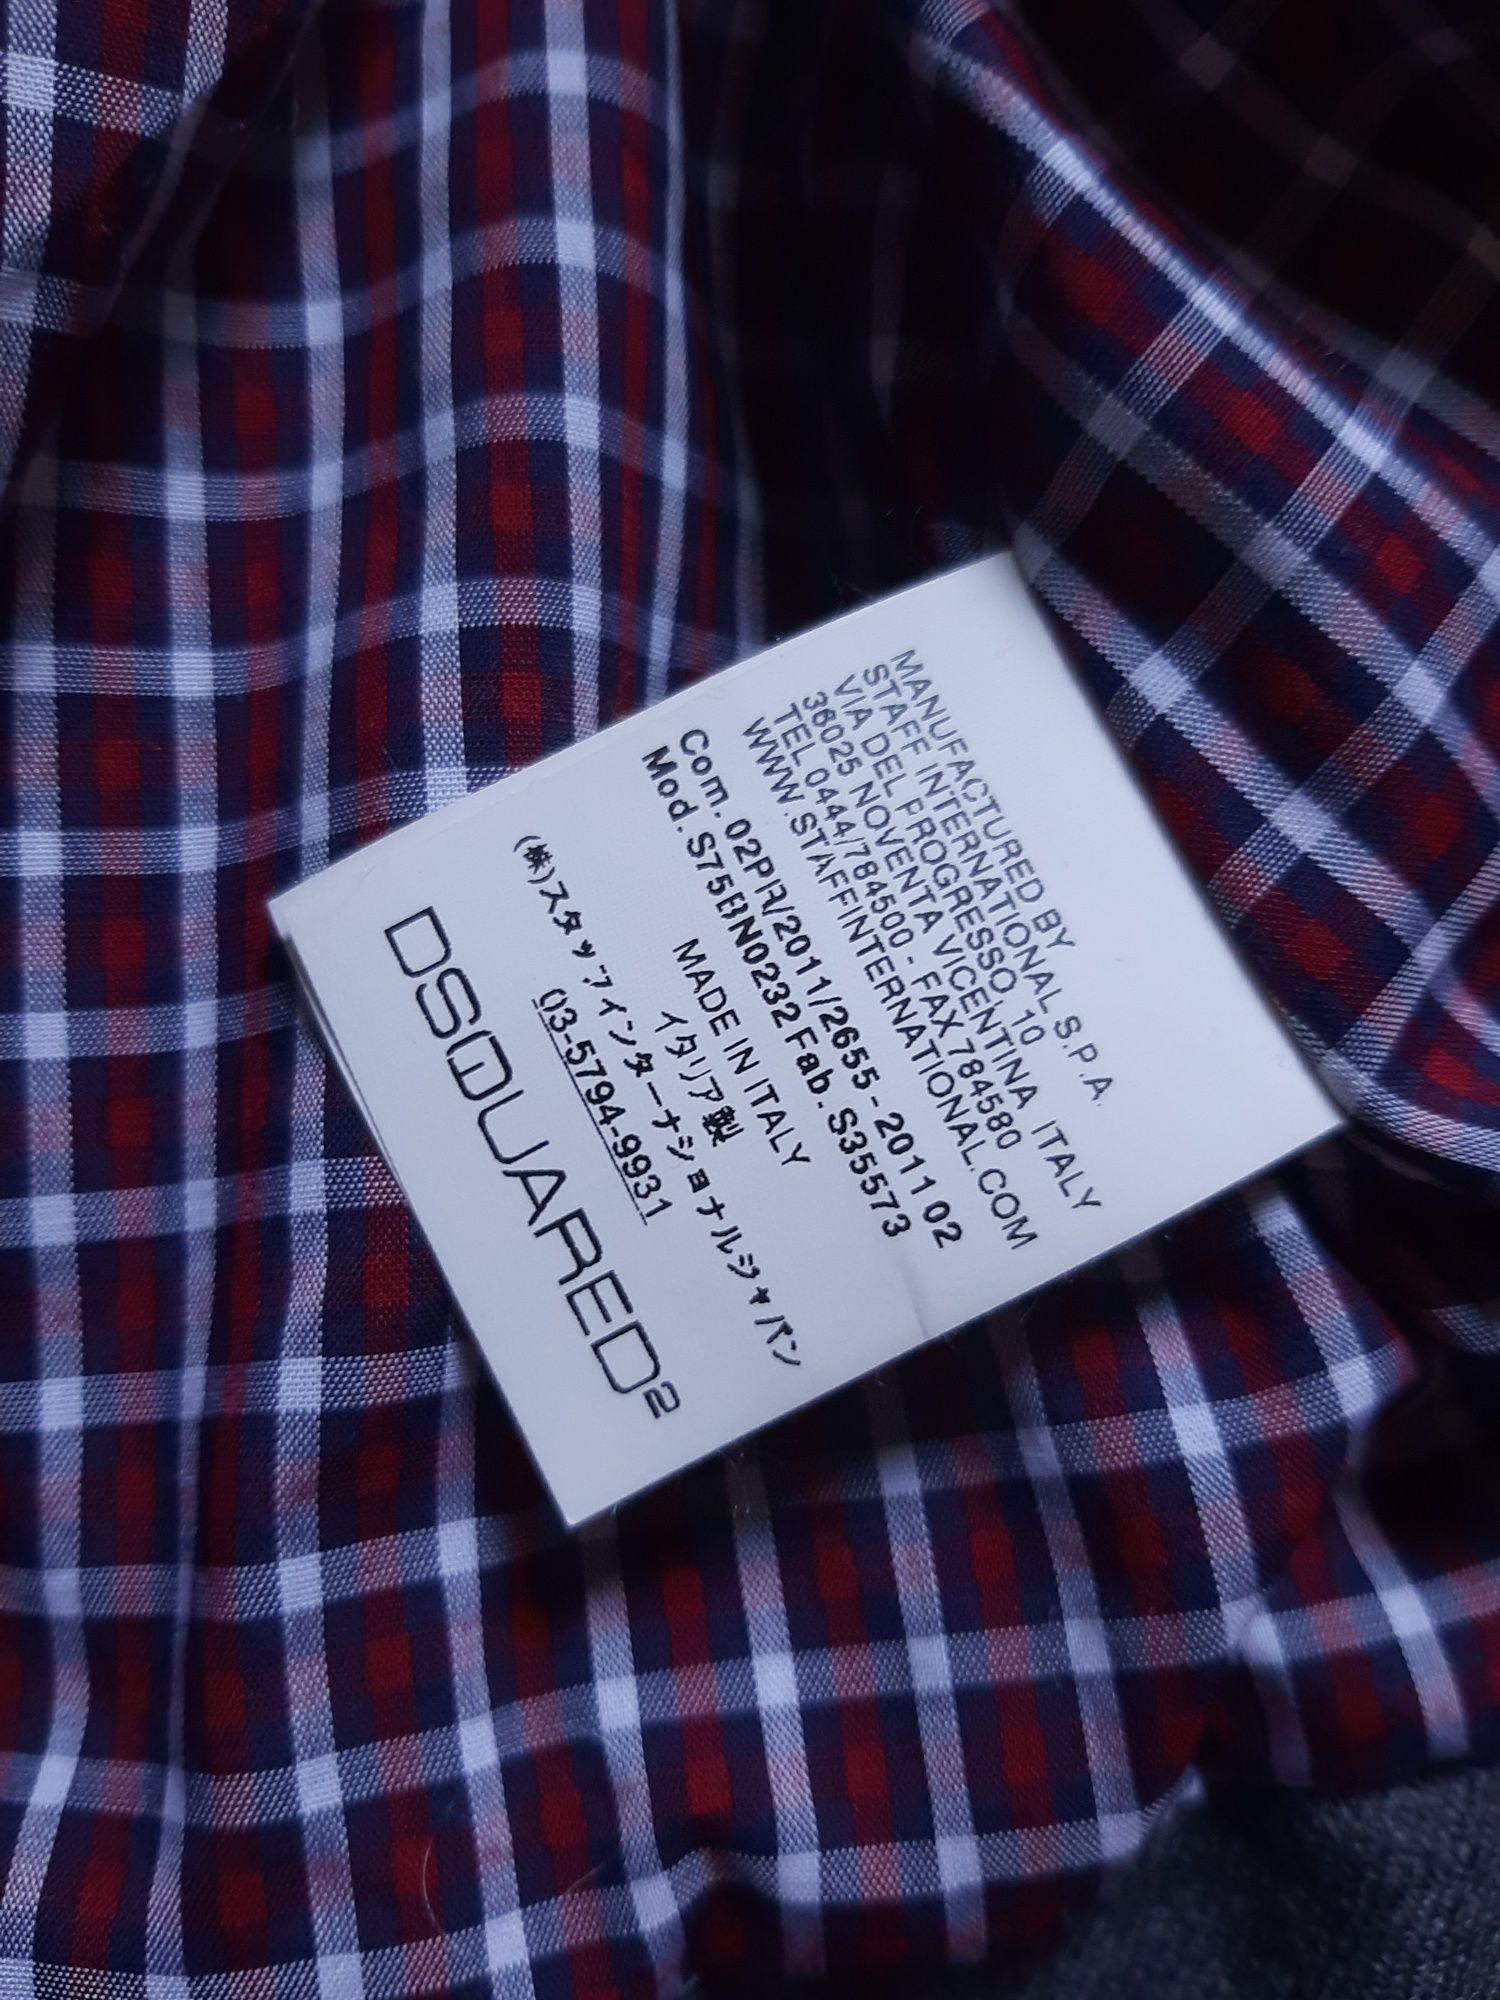 MANUFACTURED BY
STAFF INTERNATIONAL S.P.A.
VIA DEL PROGRESSO, 10
36025 NOVENTA VICENTINA, ITALY
TEL 0444/784500 - FAX 784580
WWW.STAFFINTERNATIONAL.COM
Com. 02PR/2011/2655 - 2011 02
Mod. S75BN0232 Fab. S35573
MADE IN ITALY
イタリア製
(株)スタッフインターナショナルジャパン
03-5794-9931
DSQUARED2